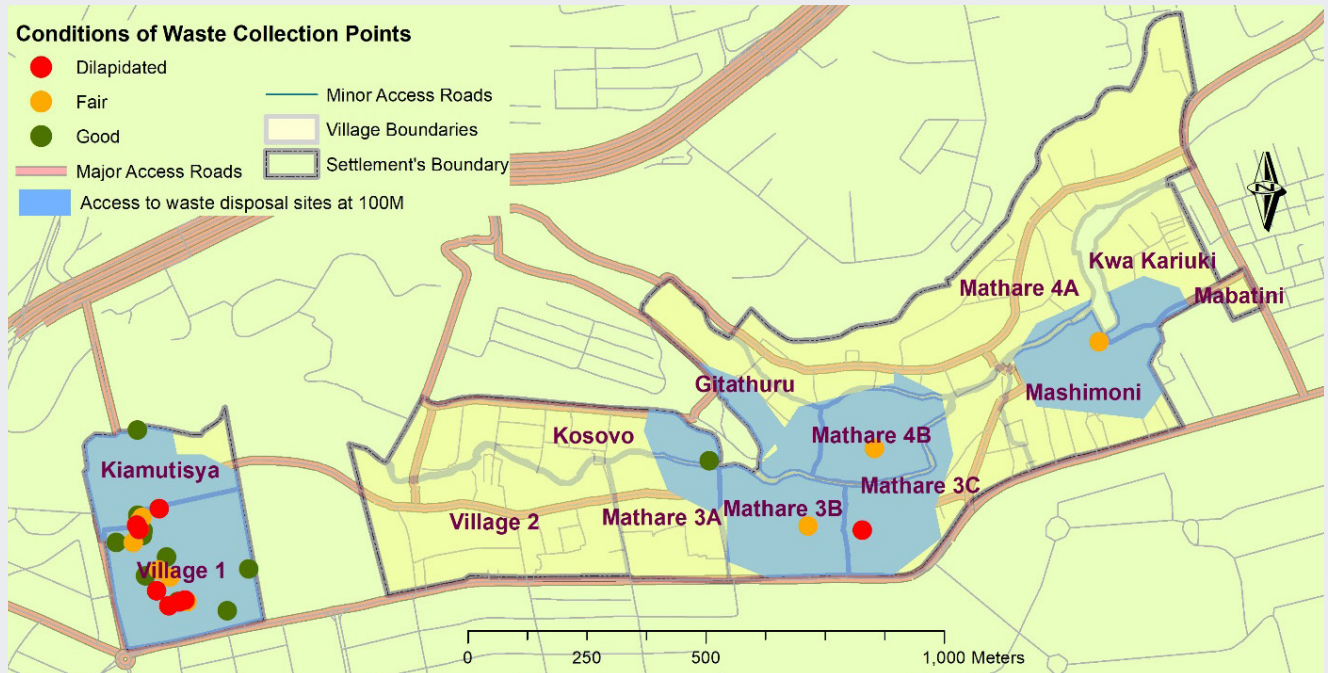 Conditions of Waste Collection Points
Dilapidated
Fair
Good
Major Access Roads
Access to waste disposal sites at 100M
Minor Access Roads
Village Boundaries
Settlement's Boundary
N
Kwa Kariuki
Mathare 4A
Mabatini
Gitathuru
Mashimoni
Kosovo
Mathare 4B
Kiamutisya
Mathare 3C
Mathare 3B
Village 2
Mathare 3A
Village 1
0 250 500 1,000 Meters